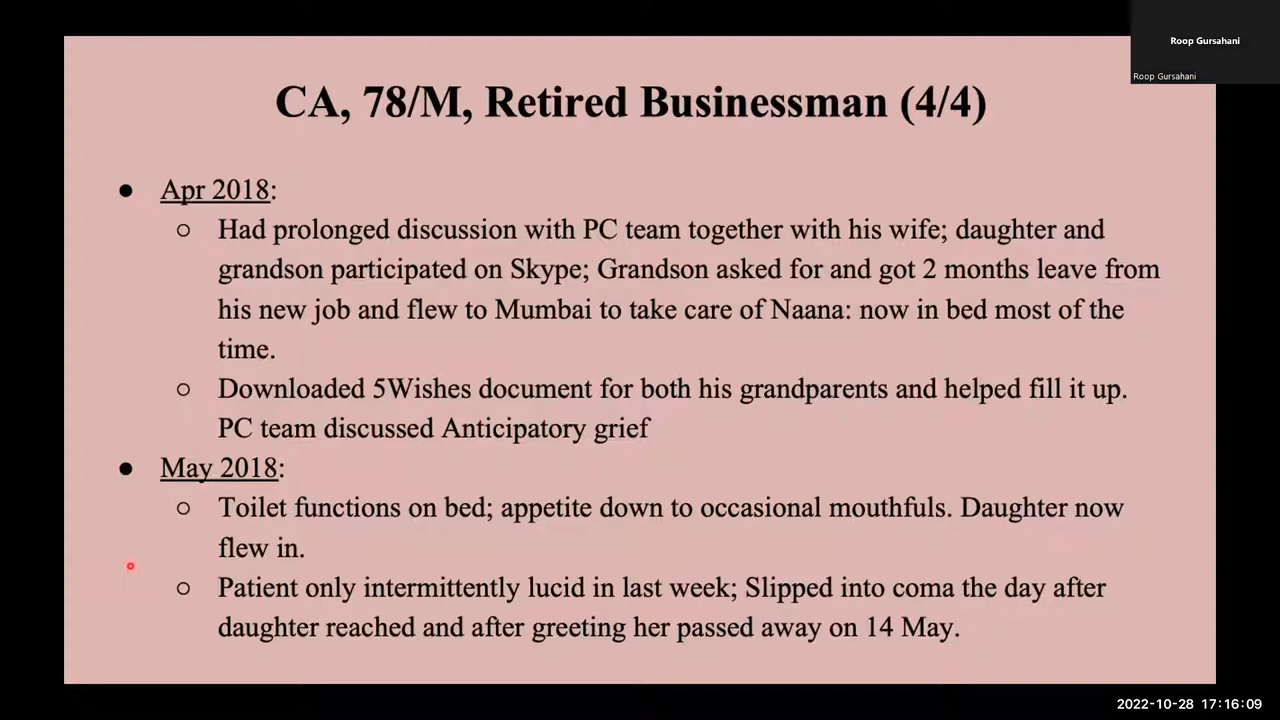 Roop Gursahani
Roop Gursahani
CA, 78/M, Retired Businessman (4/4)
● Apr 2018:
○ Had prolonged discussion with PC team together with his wife; daughter and
grandson participated on Skype; Grandson asked for and got 2 months leave from
his new job and flew to Mumbai to take care of Naana: now in bed most of the
time.
○ Downloaded 5Wishes document for both his grandparents and helped fill it up.
PC team discussed Anticipatory grief
● May 2018:
○ Toilet functions on bed; appetite down to occasional mouthfuls. Daughter now
flew in.
○ Patient only intermittently lucid in last week; Slipped into coma the day after
daughter reached and after greeting her passed away on 14 May.
2022-10-28 17:16:09